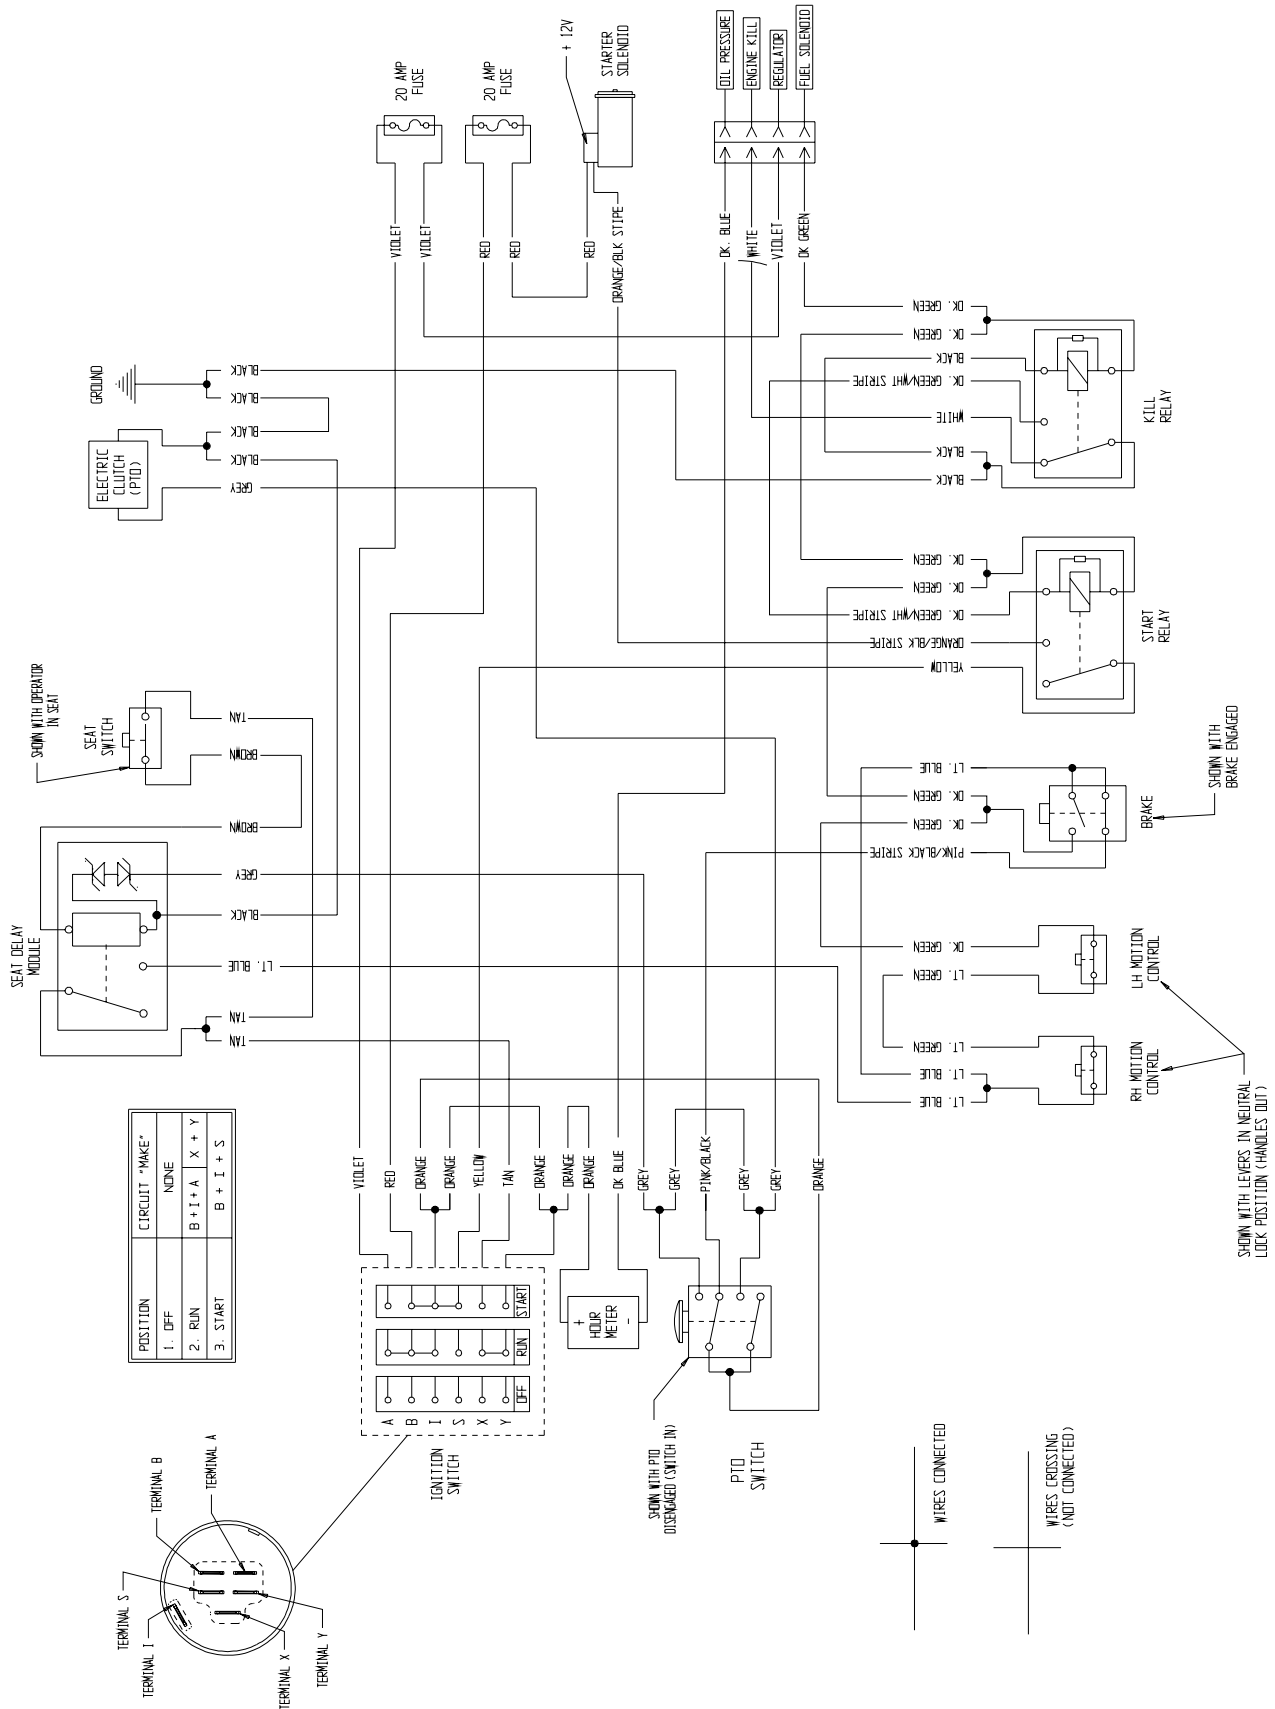 20 AMP
FUSE
20 AMP
FUSE
+ 12V
STARTER
SOLENOID
OIL PRESSURE
ENGINE KILL
REGULATOR
FUEL SOLENOID
VIOLET
VIOLET
RED
RED
RED
ORANGE/BLK STIPE
DK. BLUE
WHITE
VIOLET
DK GREEN
GROUND
ELECTRIC
CLUTCH
(PTO)
BLACK
BLACK
BLACK
BLACK
GREY
DK. GREEN
DK. GREEN
BLACK
DK. GREEN/WHT STRIPE
WHITE
BLACK
BLACK
KILL
RELAY
DK. GREEN
DK. GREEN
DK. GREEN/WHT STRIPE
ORANGE/BLK STRIPE
YELLOW
START
RELAY
SHOWN WITH OPERATOR
IN SEAT
SEAT
SWITCH
TAN
BROWN
BROWN
GREY
BLACK
LT. BLUE
TAN
TAN
SEAT DELAY
MODULE
LT. BLUE
DK. GREEN
DK. GREEN
PINK/BLACK STRIPE
BRAKE
SHOWN WITH
BRAKE ENGAGED
DK. GREEN
LT. GREEN
LH MOTION
CONTROL
LT. GREEN
LT. BLUE
LT. BLUE
RH MOTION
CONTROL
SHOWN WITH LEVERS IN NEUTRAL
LOCK POSITION (HANDLES OUT)
POSITION CIRCUIT "MAKE"
1. OFF NONE
2. RUN B + I + A X + Y
3. START B + I + S
VIOLET
RED
ORANGE
ORANGE
YELLOW
TAN
ORANGE
ORANGE
ORANGE
DK BLUE
GREY
GREY
PINK/BLACK
GREY
GREY
ORANGE
START
RUN
OFF
A
B
I
S
X
Y
IGNITION
SWITCH
+
HOUR
METER
-
SHOWN WITH PTO
DISENGAGED (SWITCH IN)
PTO
SWITCH
TERMINAL B
TERMINAL A
TERMINAL S
TERMINAL I
TERMINAL X
TERMINAL Y
WIRES CONNECTED
WIRES CROSSING
(NOT CONNECTED)